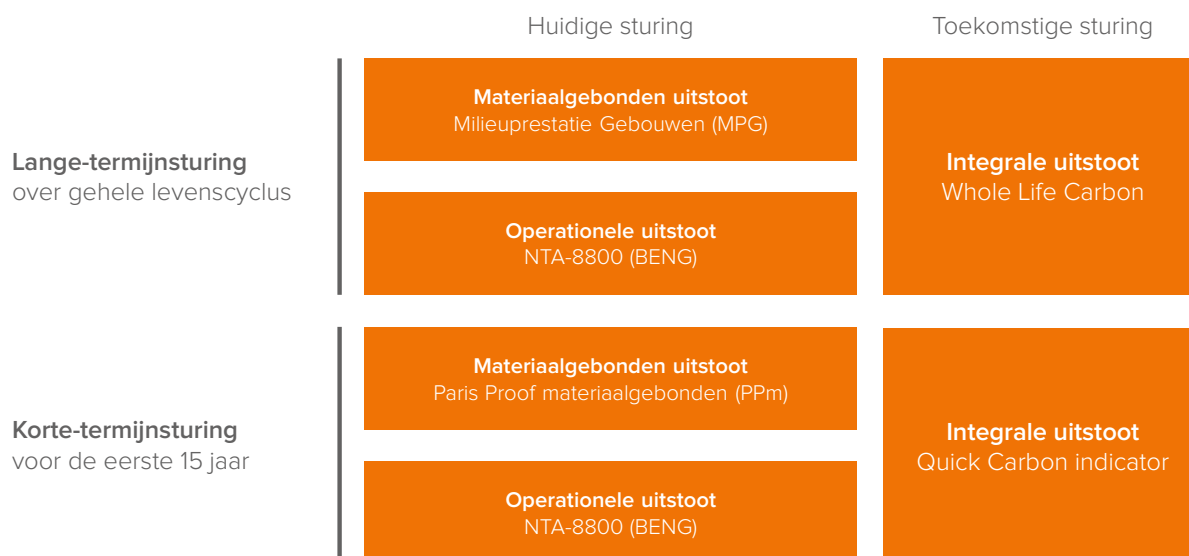 Huidige sturing
Toekomstige sturing
Lange-termijnsturing
over gehele levenscyclus
Materiaalgebonden uitstoot
Milieuprestatie Gebouwen (MPG)
Operationele uitstoot
NTA-8800 (BENG)
Integrale uitstoot
Whole Life Carbon
Korte-termijnsturing
voor de eerste 15 jaar
Materiaalgebonden uitstoot
Paris Proof materiaalgebonden (PPm)
Operationele uitstoot
NTA-8800 (BENG)
Integrale uitstoot
Quick Carbon indicator